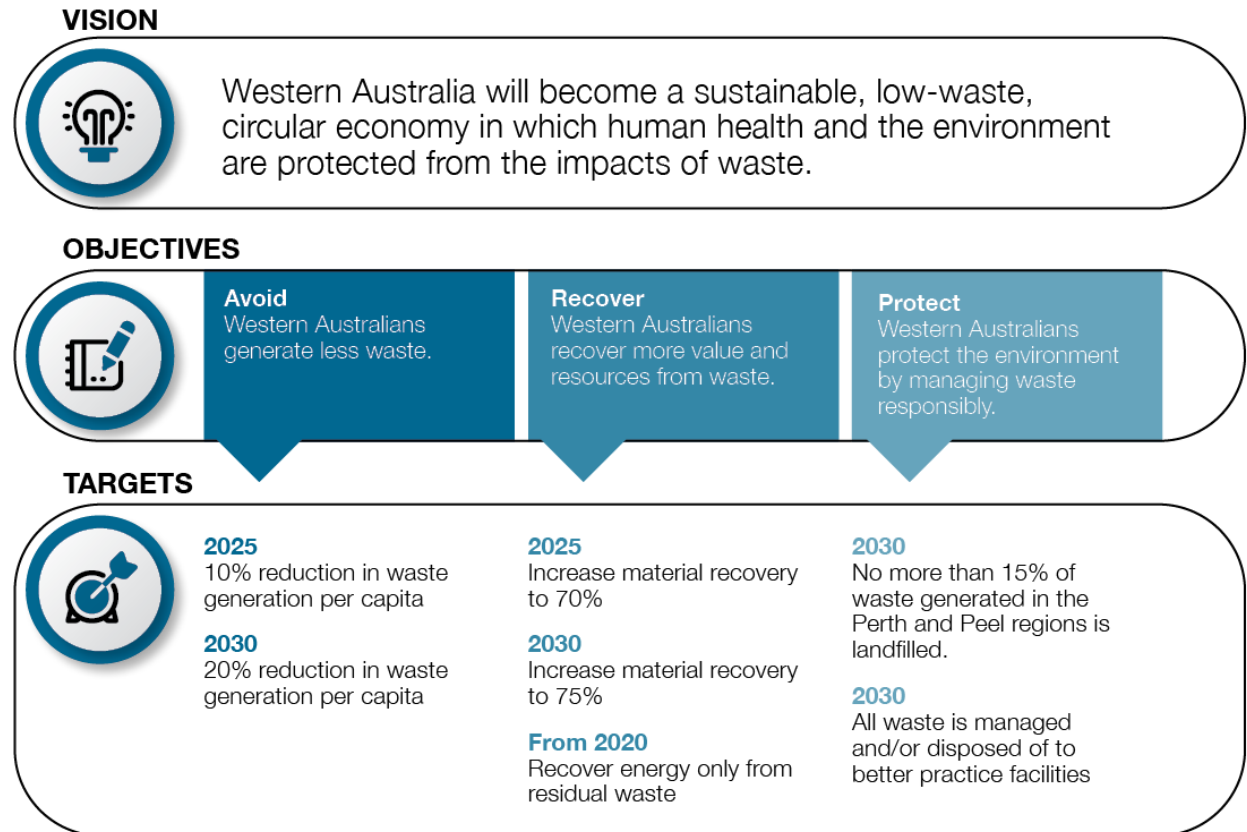 VISION
Western Australia will become a sustainable, low-waste,
circular economy in which human health and the environment
are protected from the impacts of waste.
OBJECTIVES
Avoid
Western Australians
generate less waste.
Recover
Western Australians
recover more value and
resources from waste.
Protect
Western Australians
protect the environment
by managing waste
responsibly.
TARGETS
2025
10% reduction in waste
generation per capita
2030
20% reduction in waste
generation per capita
2025
Increase material recovery
to 70%
2030
Increase material recovery
to 75%
From 2020
Recover energy only from
residual waste
2030
No more than 15% of
waste generated in the
Perth and Peel regions is
landfilled.
2030
All waste is managed
and/or disposed of to
better practice facilities